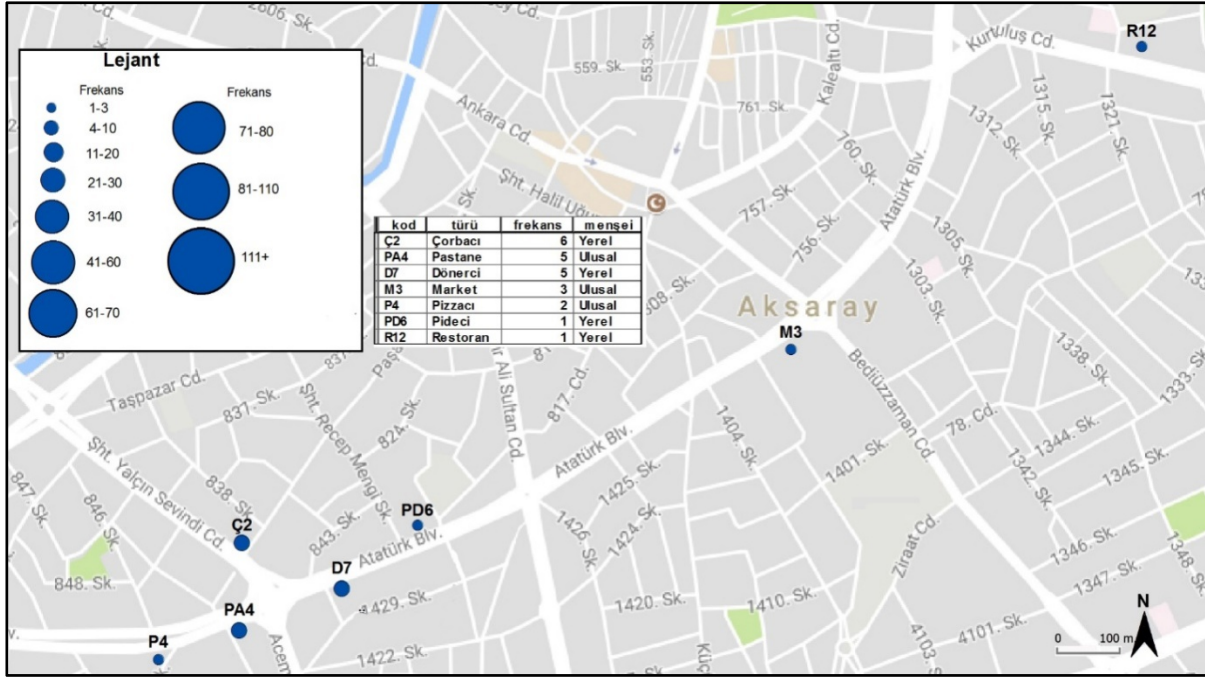 2606. Sk.
Cd.
R12
Kurtuluş Cd.
Lejant
Frekans
1-3
4-10
11-20
21-30
31-40
41-60
61-70
Frekans
71-80
81-110
111+
559. Sk.
553. Sk.
Kalealtı Cd.
761. Sk.
Ankara Cd.
1315. Sk.
1321. Sk.
1312. Sk.
760. Sk.
Atatürk Blv.
Şht. Halil Uğu
757. Sk.
756. Sk.
1305. Sk.
1303. Sk.
kod türü frekans menşei
Ç2 Çorbacı 6 Yerel
PA4 Pastane 5 Ulusal
D7 Dönerci 5 Yerel
M3 Market 3 Ulusal
P4 Pizzacı 2 Ulusal
PD6 Pideci 1 Yerel
R12 Restoran 1 Yerel
808. Sk.
Aksaray
M3
Bediüzzaman Cd.
1338. Sk.
1333. Sk.
Taşpazar Cd.
837. Sk.
Şht. Recep Mengi Sk.
824. Sk.
Ali Sultan Cd.
817. Cd.
Atatürk Blv.
1404. Sk.
78. Cd.
1401. Sk.
1344. Sk.
1342. Sk.
1345. Sk.
Şht. Yalçın Sevindi Cd.
847. Sk.
846. Sk.
838. Sk.
1425. Sk.
1426. Sk.
1424. Sk.
Ç2
843. Sk.
PD6
Atatürk Blv.
Ziraat Cd.
1346. Sk.
1347. Sk.
1348. Sk.
848. Sk.
D7
1429. Sk.
1420. Sk.
1410. Sk.
PA4
P4
Acem
1422. Sk.
Küç
4103. Sk.
4101. Sk.
N
0 100 m.